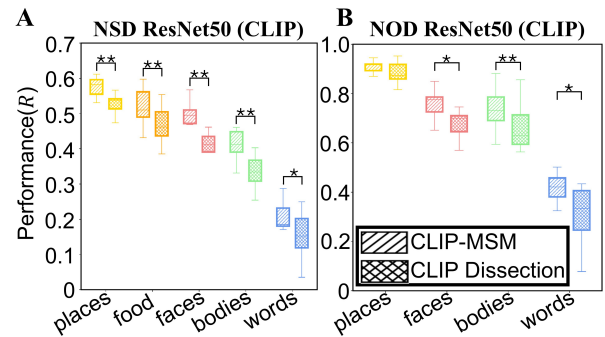 A NSD ResNet50 (CLIP)
B NOD ResNet50 (CLIP)
Performance(R)
0.7
0.6
0.5
0.4
0.3
0.2
0.1
0
** ** ** ** *
places food faces bodies words
1.0
0.8
0.6
0.4
0.2
0
* ** *
CLIP-MSM
CLIP Dissection
places faces bodies words